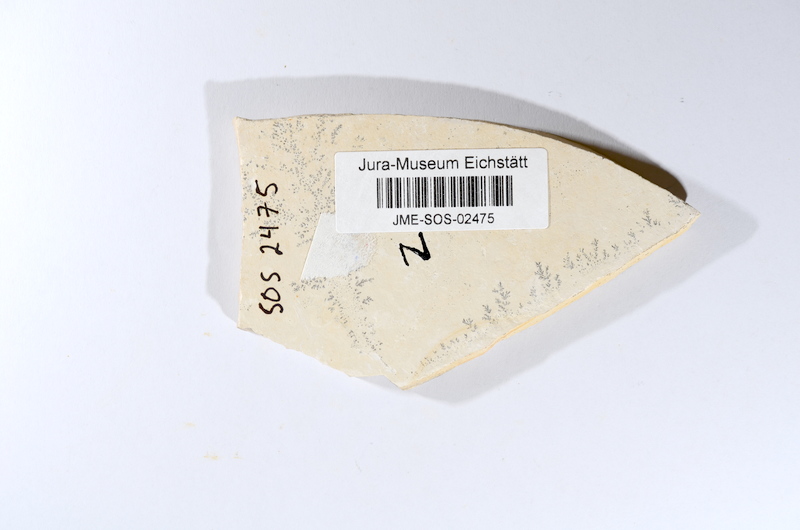 Jura-Museum Eichstätt
JME-SOS-02475
SOS 2475
N